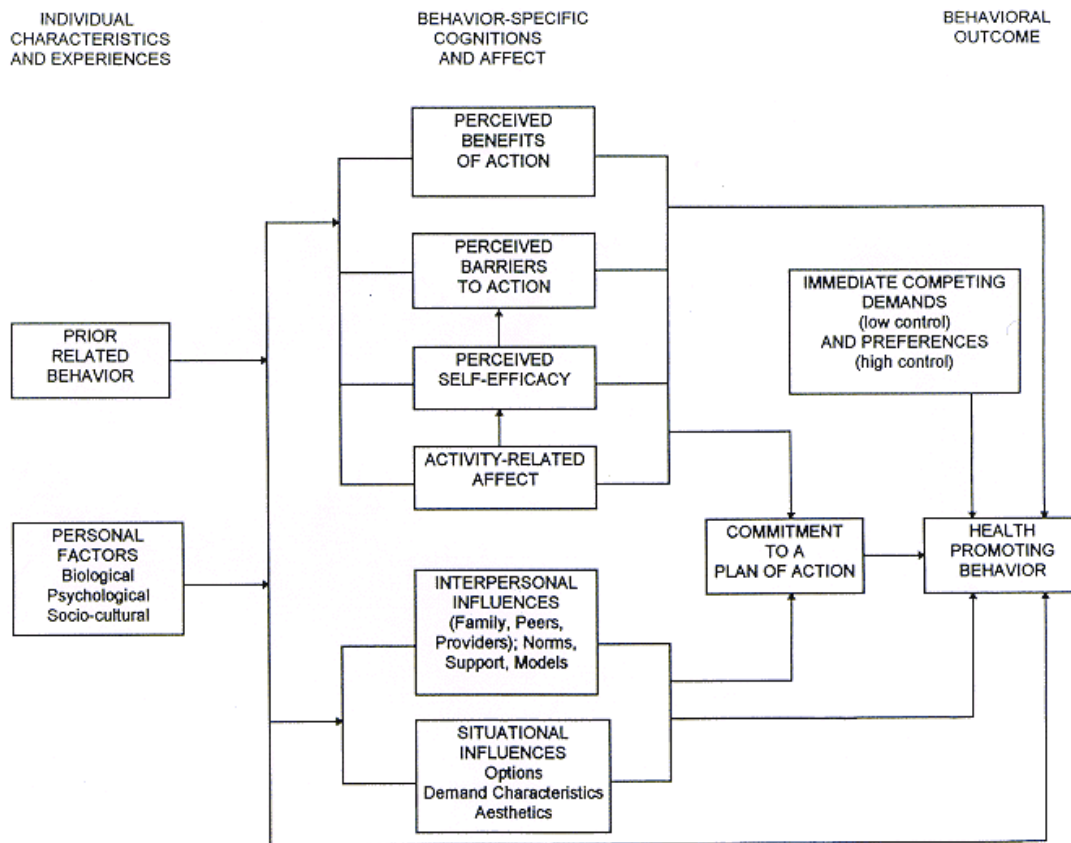 INDIVIDUAL
CHARACTERISTICS
AND EXPERIENCES
BEHAVIOR-SPECIFIC
COGNITIONS
AND AFFECT
BEHAVIORAL
OUTCOME
PERCEIVED
BENEFITS
OF ACTION
PERCEIVED
BARRIERS
TO ACTION
IMMEDIATE COMPETING
DEMANDS
(low control)
AND PREFERENCES
(high control)
PRIOR
RELATED
BEHAVIOR
PERCEIVED
SELF-EFFICACY
ACTIVITY-RELATED
AFFECT
PERSONAL
FACTORS
Biological
Psychological
Socio-cultural
COMMITMENT
TO A
PLAN OF ACTION
HEALTH
PROMOTING
BEHAVIOR
INTERPERSONAL
INFLUENCES
(Family, Peers,
Providers); Norms,
Support, Models
SITUATIONAL
INFLUENCES
Options
Demand Characteristics
Aesthetics